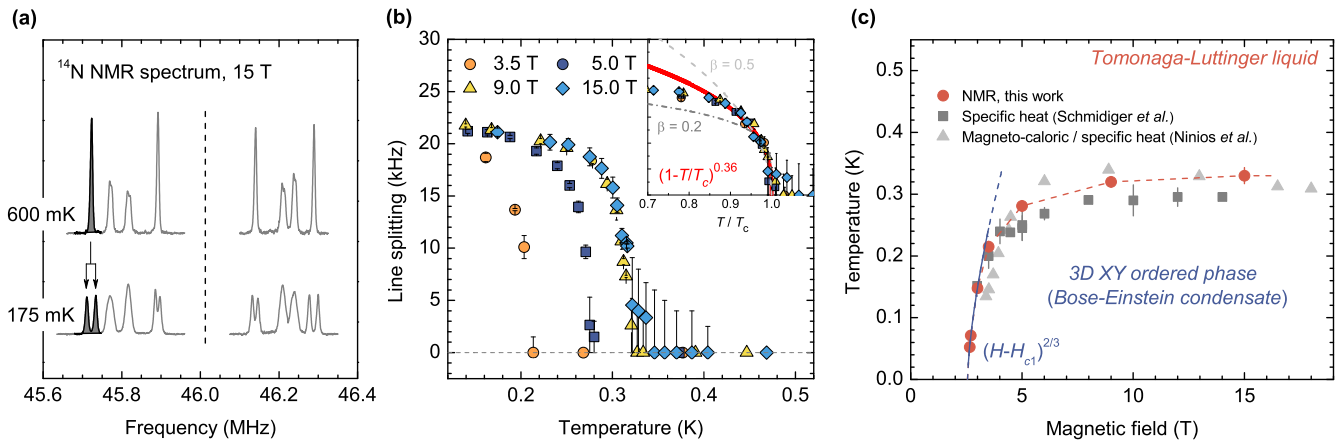 (a)
¹⁴N NMR spectrum, 15 T
600 mK
175 mK
45.6
45.8
46.0
46.2
46.4
Frequency (MHz)
(b)
30
25
20
15
10
5
0
Line splitting (kHz)
3.5 T
5.0 T
9.0 T
15.0 T
β = 0.5
β = 0.2
(1-T/T_c)^0.36
0.7
0.8
0.9
1.0
T / T_c
0.2
0.3
0.4
0.5
Temperature (K)
(c)
0.5
0.4
0.3
0.2
0.1
0.0
Temperature (K)
Tomonaga-Luttinger liquid
NMR, this work
Specific heat (Schmidiger et al.)
Magneto-caloric / specific heat (Ninios et al.)
3D XY ordered phase
(Bose-Einstein condensate)
(H-H_c1)^2/3
0
5
10
15
Magnetic field (T)